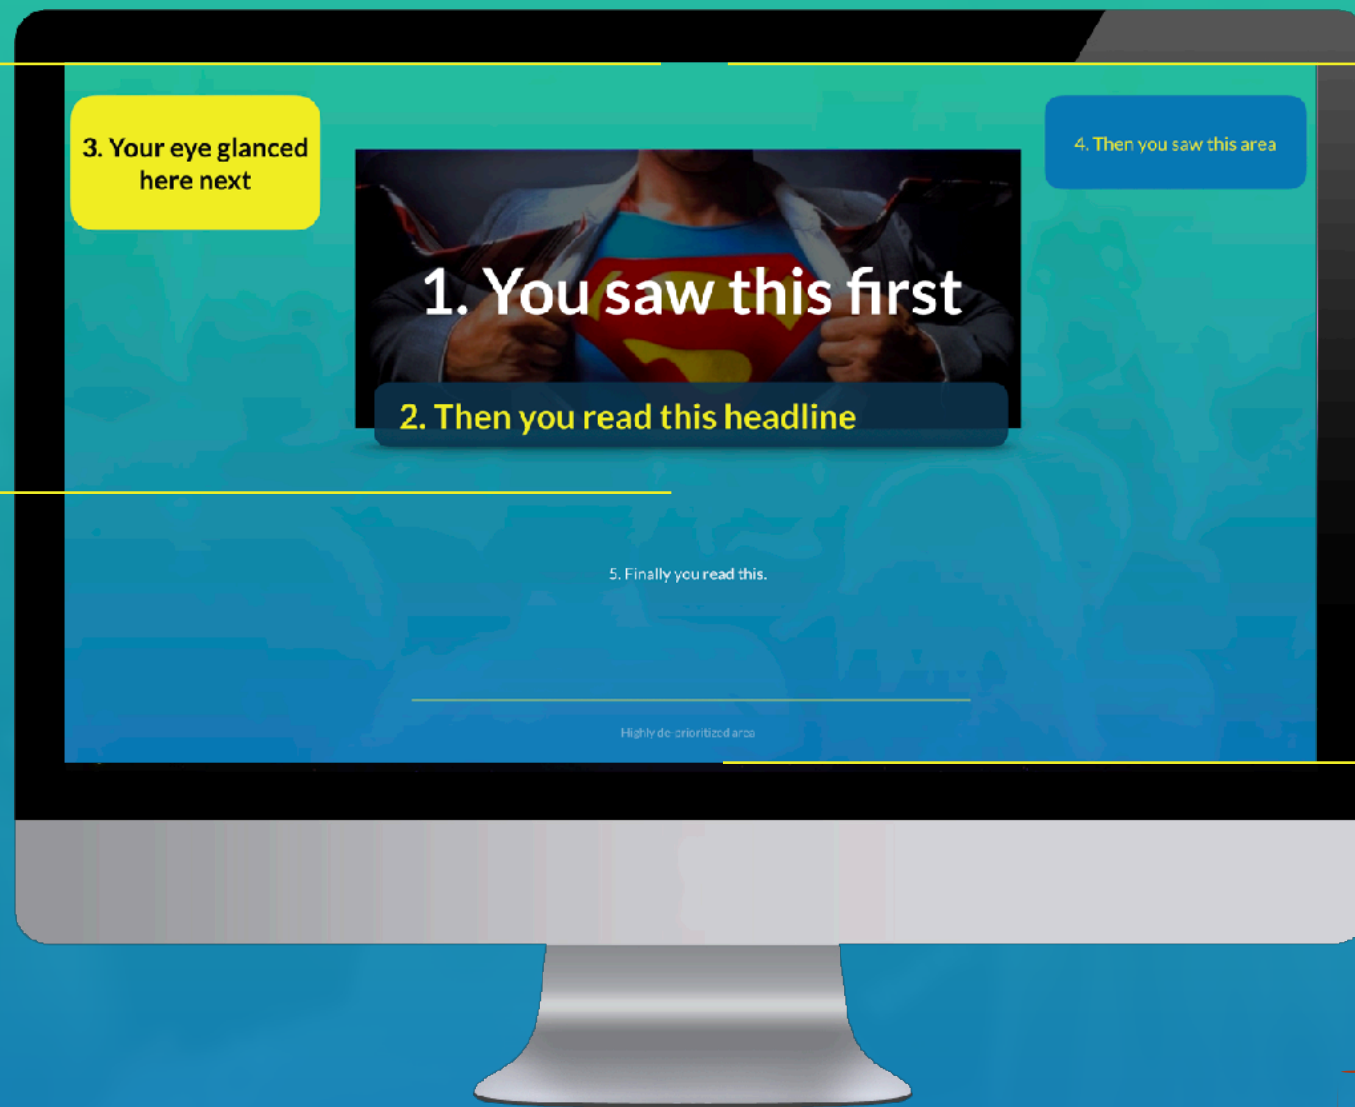 3. Your eye glanced
here next
4. Then you saw this area
1. You saw this first
2. Then you read this headline
5. Finally you read this.
Highly de-prioritized area